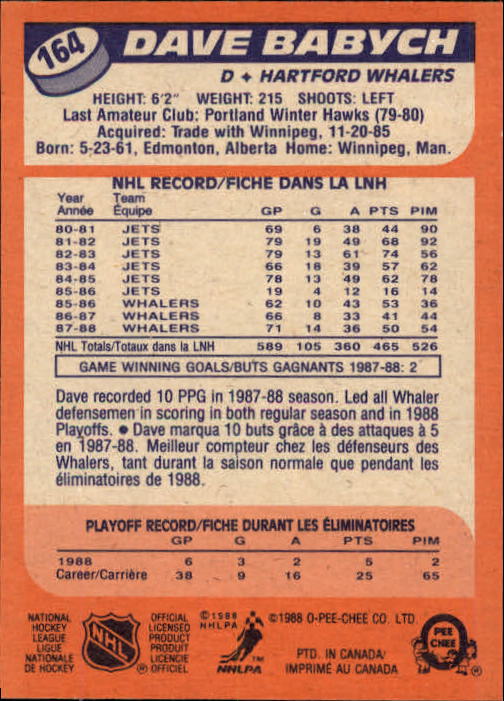 164
DAVE BABYCH
D + HARTFORD WHALERS
HEIGHT: 6'2" WEIGHT: 215 SHOOTS: LEFT
Last Amateur Club: Portland Winter Hawks (79-80)
Acquired: Trade with Winnipeg, 11-20-85
Born: 5-23-61, Edmonton, Alberta Home: Winnipeg, Man.
NHL RECORD/FICHE DANS LA LNH
Year Team
Année Équipe GP G A PTS PIM
80-81 JETS 69 6 38 44 90
81-82 JETS 79 19 49 68 92
82-83 JETS 79 13 61 74 56
83-84 JETS 66 18 39 57 62
84-85 JETS 78 13 49 62 78
85-86 JETS 19 4 12 16 14
85-86 WHALERS 62 10 43 53 36
86-87 WHALERS 66 8 33 41 44
87-88 WHALERS 71 14 36 50 54
NHL Totals/Totaux dans la LNH 589 105 360 465 526
GAME WINNING GOALS/BUTS GAGNANTS 1987-88: 2
Dave recorded 10 PPG in 1987-88 season. Led all Whaler
defensemen in scoring in both regular season and in 1988
Playoffs. ● Dave marqua 10 buts grâce à des attaques à 5
en 1987-88. Meilleur compteur chez les défenseurs des
Whalers, tant durant la saison normale que pendant les
éliminatoires de 1988.
PLAYOFF RECORD/FICHE DURANT LES ÉLIMINATOIRES
GP G A PTS PIM
1988 6 3 2 5 2
Career/Carrière 38 9 16 25 65
NATIONAL
HOCKEY
LEAGUE
LIGUE
NATIONALE
DE HOCKEY
NHL
®
OFFICIAL
LICENSED
PRODUCT
PRODUIT
LICENCIE
OFFICIEL
©1988
NHLPA
TM
NHLPA
©1988 O-PEE-CHEE CO. LTD.
PTD. IN CANADA/
IMPRIMÉ AU CANADA
O
PEE
CHEE
®